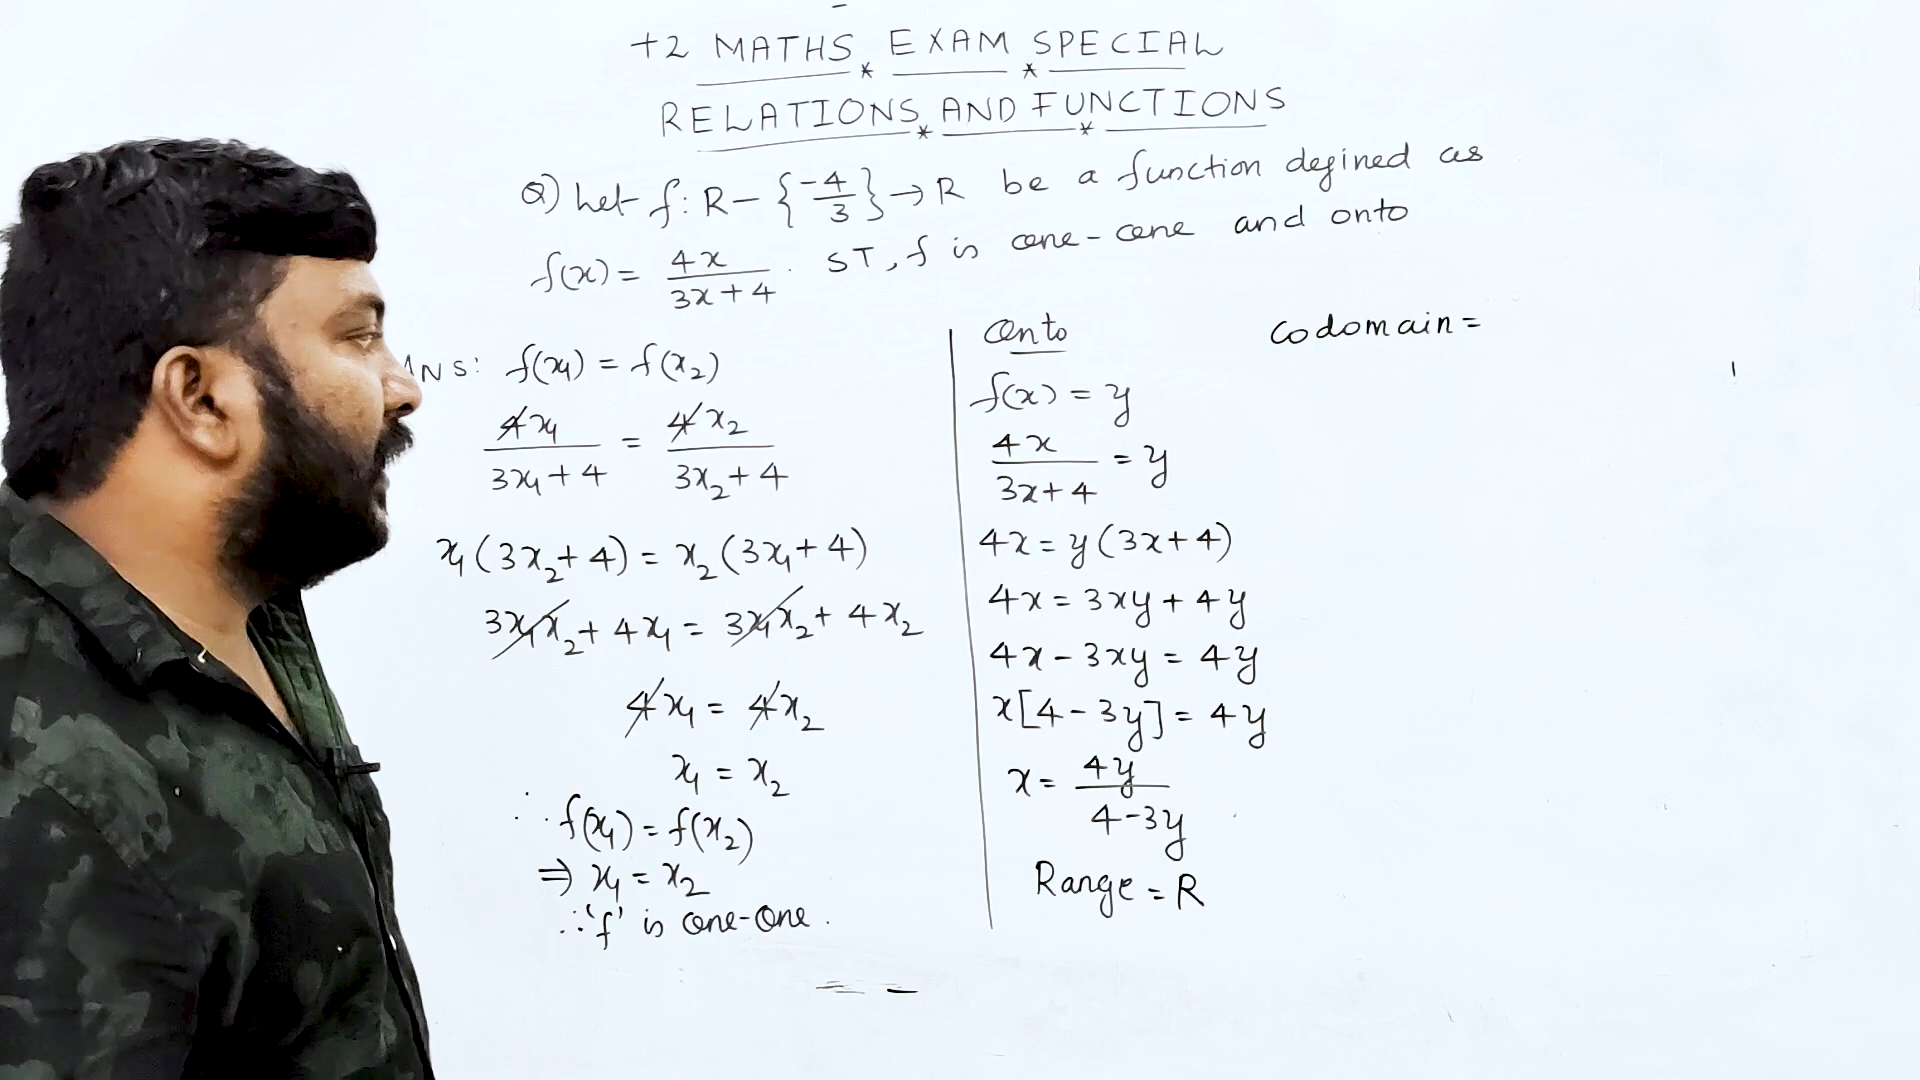 +2 MATHS EXAM SPECIAL
RELATIONS AND FUNCTIONS
Q) Let f: R - {-4/3} → R be a function defined as
f(x) = 4x/(3x+4). ST, f is one-one and onto
ANS: f(x₁) = f(x₂)
4x₁/(3x₁+4) = 4x₂/(3x₂+4)
x₁(3x₂+4) = x₂(3x₁+4)
3x₁x₂ + 4x₁ = 3x₁x₂ + 4x₂
4x₁ = 4x₂
x₁ = x₂
∴ f(x₁) = f(x₂)
⇒ x₁ = x₂
∴ 'f' is one-one.
onto
f(x) = y
4x/(3x+4) = y
4x = y(3x+4)
4x = 3xy + 4y
4x - 3xy = 4y
x[4-3y] = 4y
x = 4y/(4-3y)
Range = R
Codomain =